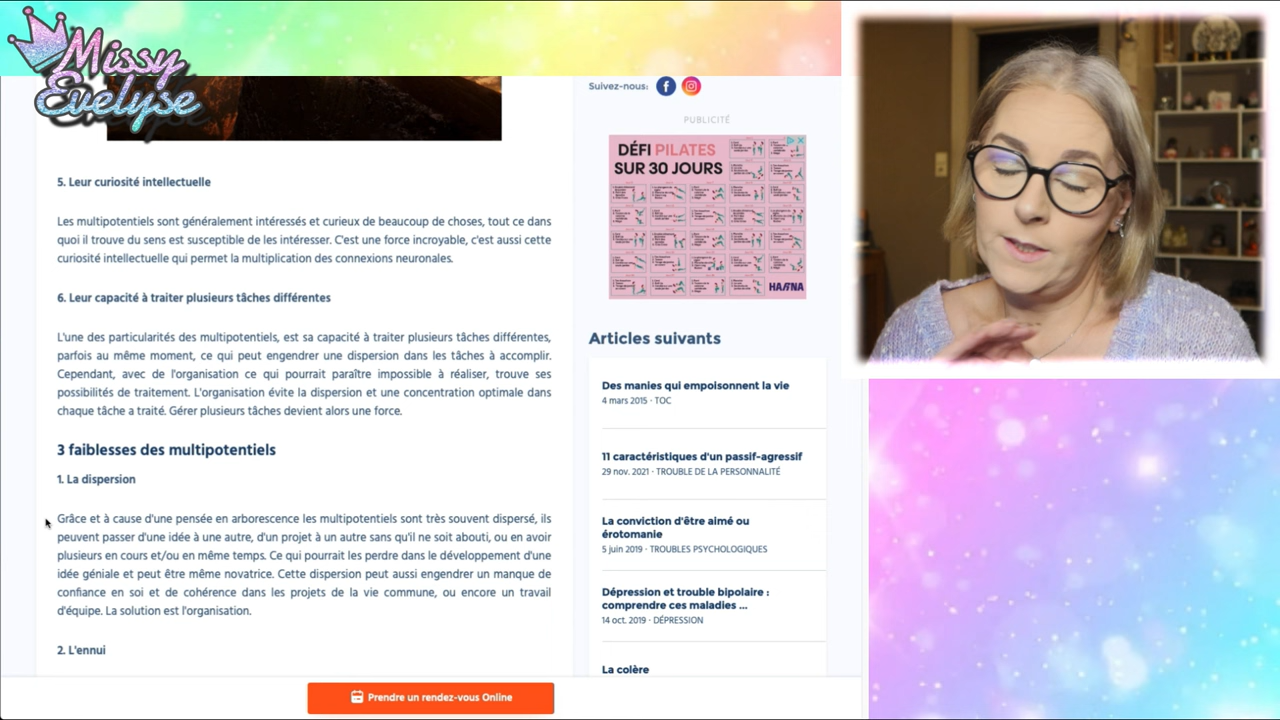 Missy
Evelyse
5. Leur curiosité intellectuelle
Les multipotentiels sont généralement intéressés et curieux de beaucoup de choses, tout ce dans
quoi il trouve du sens est susceptible de les intéresser. C'est une force incroyable, c'est aussi cette
curiosité intellectuelle qui permet la multiplication des connexions neuronales.
6. Leur capacité à traiter plusieurs tâches différentes
L'une des particularités des multipotentiels, est sa capacité à traiter plusieurs tâches différentes,
parfois au même moment, ce qui peut engendrer une dispersion dans les tâches à accomplir.
Cependant, avec de l'organisation ce qui pourrait paraître impossible à réaliser, trouve ses
possibilités de traitement. L'organisation évite la dispersion et une concentration optimale dans
chaque tâche a traité. Gérer plusieurs tâches devient alors une force.
3 faiblesses des multipotentiels
1. La dispersion
Grâce et à cause d'une pensée en arborescence les multipotentiels sont très souvent dispersé, ils
peuvent passer d'une idée à une autre, d'un projet à un autre sans qu'il ne soit abouti, ou en avoir
plusieurs en cours et/ou en même temps. Ce qui pourrait les perdre dans le développement d'une
idée géniale et peut être même novatrice. Cette dispersion peut aussi engendrer un manque de
confiance en soi et de cohérence dans les projets de la vie commune, ou encore un travail
d'équipe. La solution est l'organisation.
2. L'ennui
Prendre un rendez-vous Online
Suivez-nous:
PUBLICITÉ
DÉFI PILATES
SUR 30 JOURS
Articles suivants
Des manies qui empoisonnent la vie
4 mars 2015 · TOC
11 caractéristiques d'un passif-agressif
29 nov. 2021 · TROUBLE DE LA PERSONNALITÉ
La conviction d'être aimé ou
érotomanie
5 juin 2019 · TROUBLES PSYCHOLOGIQUES
Dépression et trouble bipolaire :
comprendre ces maladies ...
14 oct. 2019 · DÉPRESSION
La colère